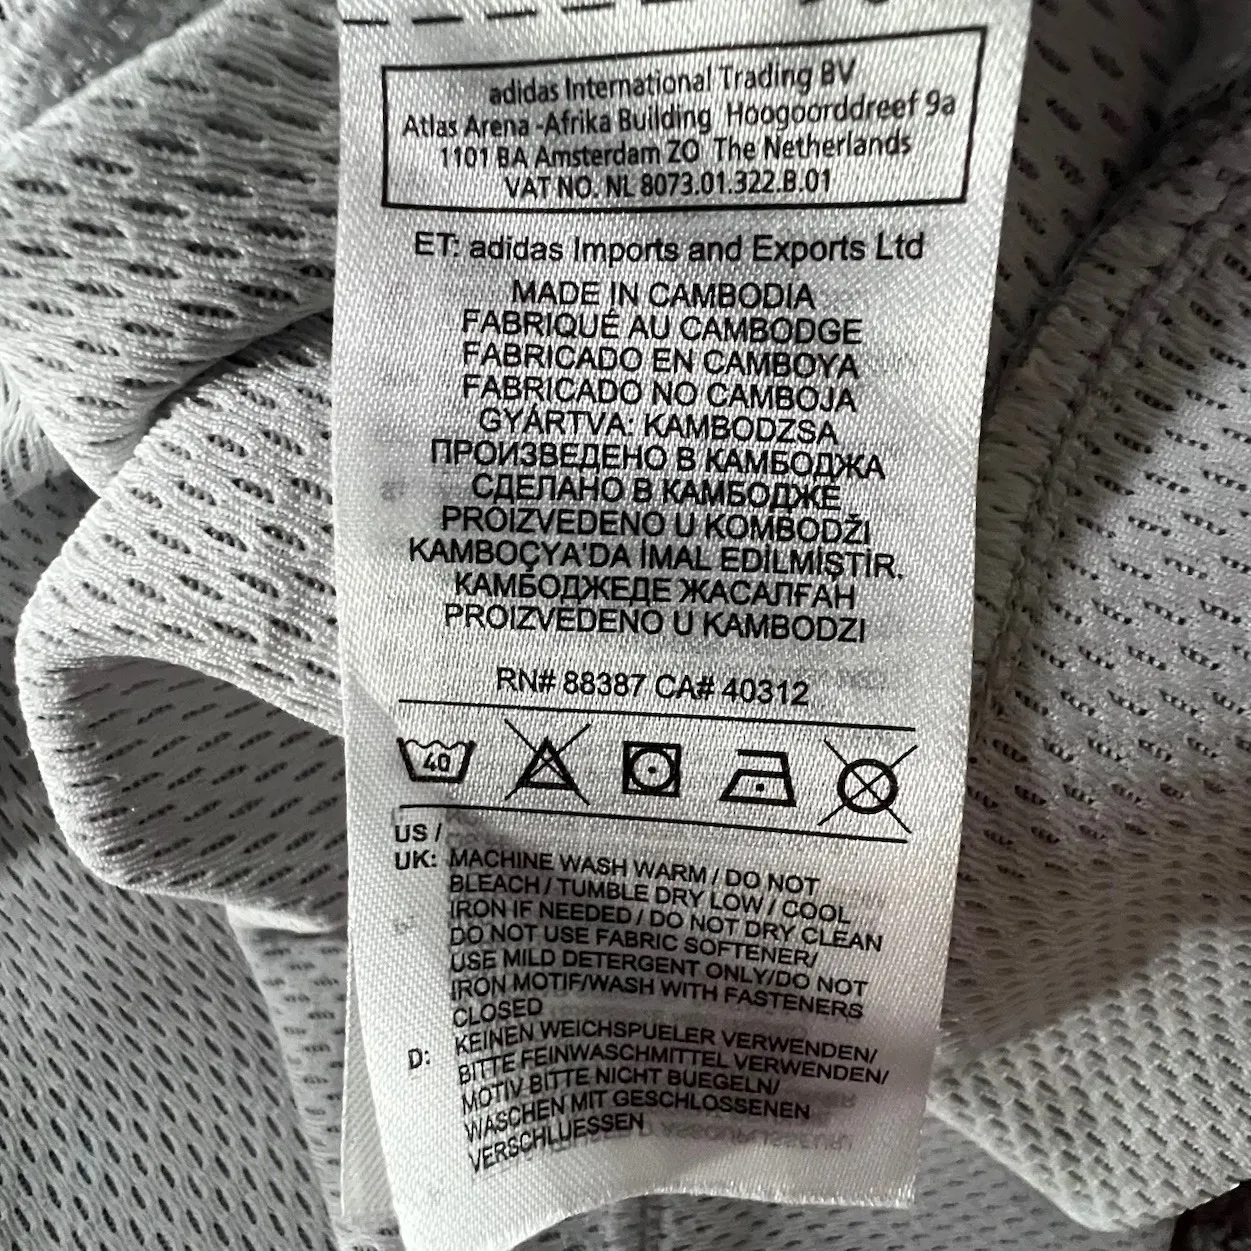 adidas International Trading BV
Atlas Arena -Afrika Building Hoogoorddreef 9a
1101 BA Amsterdam ZO The Netherlands
VAT NO. NL 8073.01.322.B.01
ET: adidas Imports and Exports Ltd
MADE IN CAMBODIA
FABRIQUÉ AU CAMBODGE
FABRICADO EN CAMBOYA
FABRICADO NO CAMBOJA
GYÁRTVA: KAMBODZSA
ПРОИЗВЕДЕНО В КАМБОДЖА
СДЕЛАНО В КАМБОДЖЕ
PROIZVEDENO U KOMBODŽI
KAMBOÇYA'DA İMAL EDİLMİŞTİR.
КАМБОДЖЕДЕ ЖАСАЛҒАН
PROIZVEDENO U KAMBODZI
RN# 88387 CA# 40312
40
US /
UK: MACHINE WASH WARM / DO NOT
BLEACH / TUMBLE DRY LOW / COOL
IRON IF NEEDED / DO NOT DRY CLEAN
DO NOT USE FABRIC SOFTENER/
USE MILD DETERGENT ONLY/DO NOT
IRON MOTIF/WASH WITH FASTENERS
CLOSED
D: KEINEN WEICHSPUELER VERWENDEN/
BITTE FEINWASCHMITTEL VERWENDEN/
MOTIV BITTE NICHT BUEGELN/
WASCHEN MIT GESCHLOSSENEN
VERSCHLUESSEN